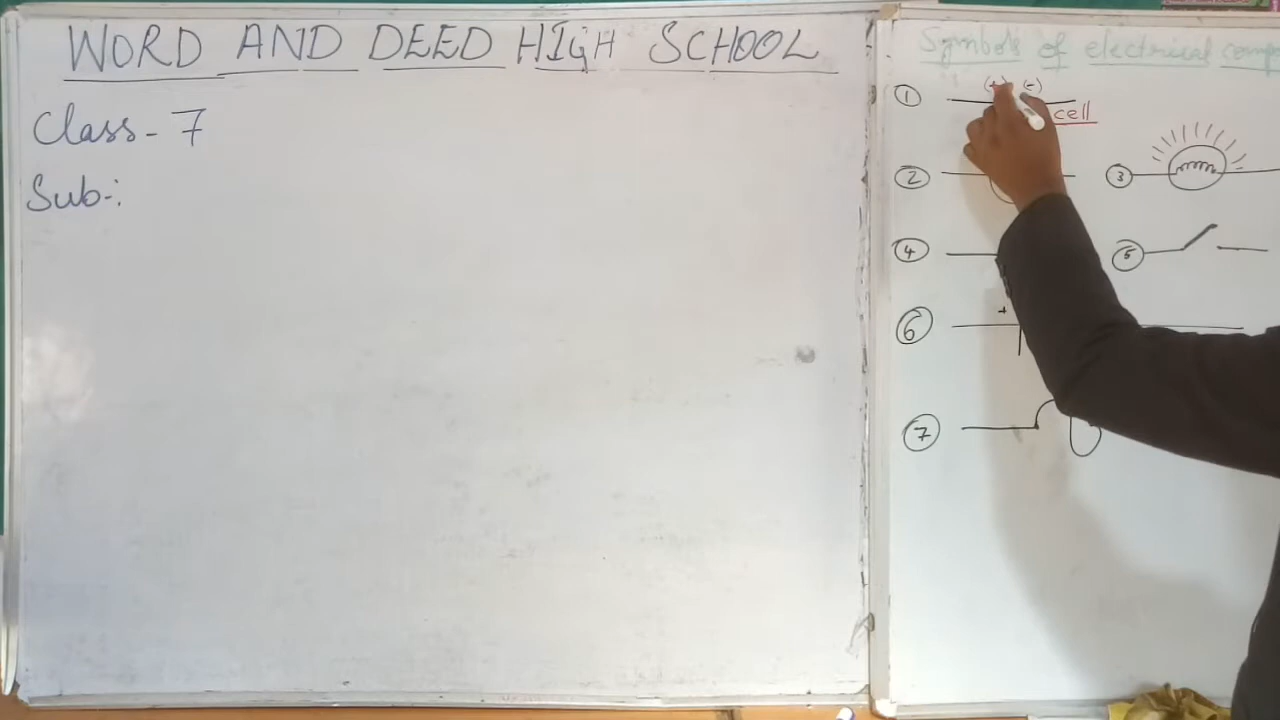 WORD AND DEED HIGH SCHOOL
Class- 7
Sub-:
Symbols of electrical comp
1
(+) (-)
cell
2
3
4
5
6
+
7